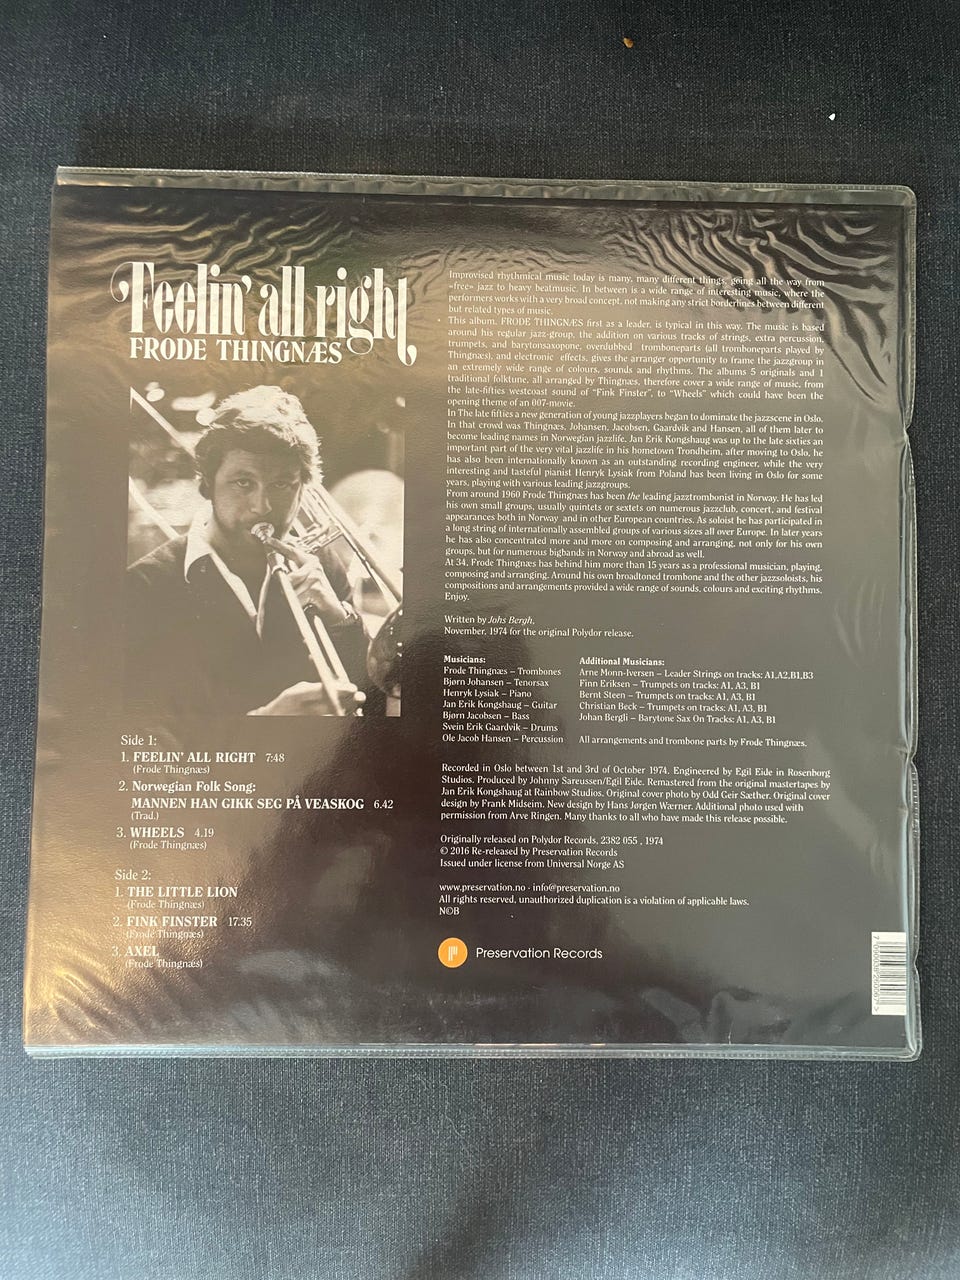 Feelin' all right
FRODE THINGNÆS
Side 1:
1. FEELIN' ALL RIGHT 7:48
(Frode Thingnæs)
2. Norwegian Folk Song:
MANNEN HAN GIKK SEG PÅ VEASKOG 6.42
(Trad.)
3. WHEELS 4.19
(Frode Thingnæs)
Side 2:
1. THE LITTLE LION
(Frode Thingnæs)
2. FINK FINSTER 17.35
(Frode Thingnæs)
3. AXEL
(Frode Thingnæs)
Improvised rhythmical music today is many, many different things, going all the way from
«free» jazz to heavy beatmusic. In between is a wide range of interesting music, where the
performers works with a very broad concept, not making any strict borderlines between different
but related types of music.
This album, FRODE THINGNÆS first as a leader, is typical in this way. The music is based
around his regular jazz-group, the addition on various tracks of strings, extra percussion,
trumpets, and barytonsaxopone, overdubbed tromboneparts (all tromboneparts played by
Thingnæs), and electronic effects, gives the arranger opportunity to frame the jazzgroup in
an extremely wide range of colours, sounds and rhythms. The albums 5 originals and 1
traditional folktune, all arranged by Thingnæs, therefore cover a wide range of music, from
the late-fifties westcoast sound of "Fink Finster", to "Wheels" which could have been the
opening theme of an 007-movie.
In The late fifties a new generation of young jazzplayers began to dominate the jazzscene in Oslo.
In that crowd was Thingnæs, Johansen, Jacobsen, Gaardvik and Hansen, all of them later to
become leading names in Norwegian jazzlife. Jan Erik Kongshaug was up to the late sixties an
important part of the very vital jazzlife in his hometown Trondheim, after moving to Oslo, he
has also been internationally known as an outstanding recording engineer, while the very
interesting and tasteful pianist Henryk Lysiak from Poland has been living in Oslo for some
years, playing with various leading jazzgroups.
From around 1960 Frode Thingnæs has been the leading jazztrombonist in Norway. He has led
his own small groups, usually quintets or sextets on numerous jazzclub, concert, and festival
appearances both in Norway and in other European countries. As soloist he has participated in
a long string of internationally assembled groups of various sizes all over Europe. In later years
he has also concentrated more and more on composing and arranging, not only for his own
groups, but for numerous bigbands in Norway and abroad as well.
At 34, Frode Thingnæs has behind him more than 15 years as a professional musician, playing,
composing and arranging. Around his own broadtoned trombone and the other jazzsoloists, his
compositions and arrangements provided a wide range of sounds, colours and exciting rhythms.
Enjoy.
Written by Johs Bergh,
November, 1974 for the original Polydor release.
Musicians:
Frode Thingnæs – Trombones
Bjørn Johansen – Tenorsax
Henryk Lysiak – Piano
Jan Erik Kongshaug – Guitar
Bjørn Jacobsen – Bass
Svein Erik Gaardvik – Drums
Ole Jacob Hansen – Percussion
Additional Musicians:
Arne Monn-Iversen – Leader Strings on tracks: A1,A2,B1,B3
Finn Eriksen – Trumpets on tracks: A1, A3, B1
Bernt Steen – Trumpets on tracks: A1, A3, B1
Christian Beck – Trumpets on tracks: A1, A3, B1
Johan Bergli – Barytone Sax On Tracks: A1, A3, B1
All arrangements and trombone parts by Frode Thingnæs.
Recorded in Oslo between 1st and 3rd of October 1974. Engineered by Egil Eide in Rosenborg
Studios. Produced by Johnny Sareussen/Egil Eide. Remastered from the original mastertapes by
Jan Erik Kongshaug at Rainbow Studios. Original cover photo by Odd Geir Sæther. Original cover
design by Frank Midseim. New design by Hans Jørgen Wærner. Additional photo used with
permission from Arve Ringen. Many thanks to all who have made this release possible.
Originally released on Polydor Records, 2382 055 , 1974
© 2016 Re-released by Preservation Records
Issued under license from Universal Norge AS
www.preservation.no - info@preservation.no
All rights reserved, unauthorized duplication is a violation of applicable laws.
N©B
Preservation Records